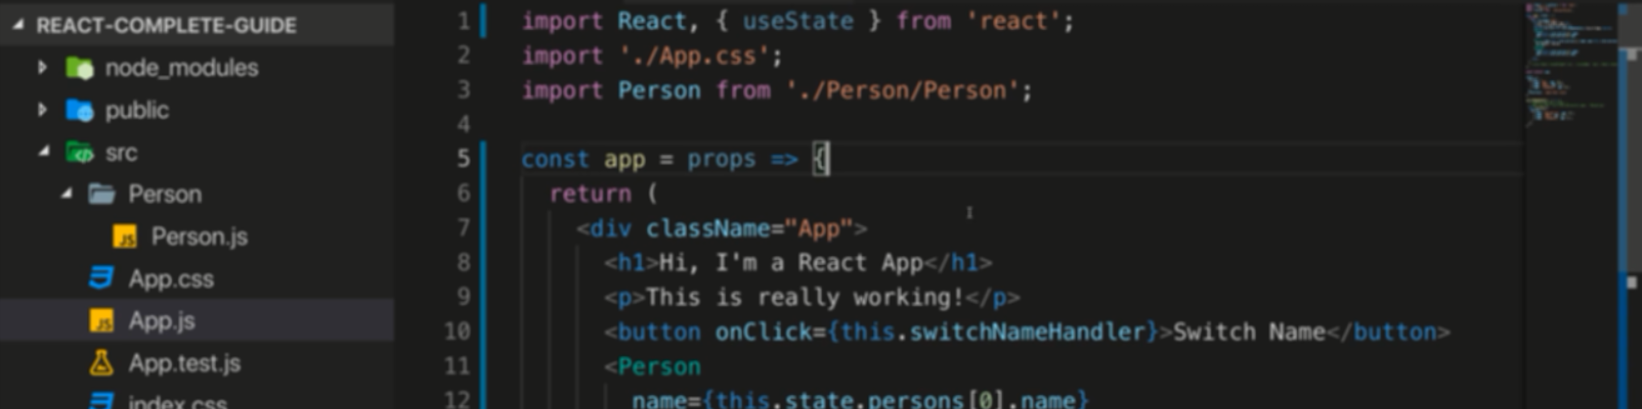 REACT-COMPLETE-GUIDE
node_modules
public
src
Person
Person.js
App.css
App.js
App.test.js
index.css
1 import React, { useState } from 'react';
2 import './App.css';
3 import Person from './Person/Person';
4
5 const app = props => {
6 return (
7 <div className="App">
8 <h1>Hi, I'm a React App</h1>
9 <p>This is really working!</p>
10 <button onClick={this.switchNameHandler}>Switch Name</button>
11 <Person
12 name={this.state.persons[0].name}